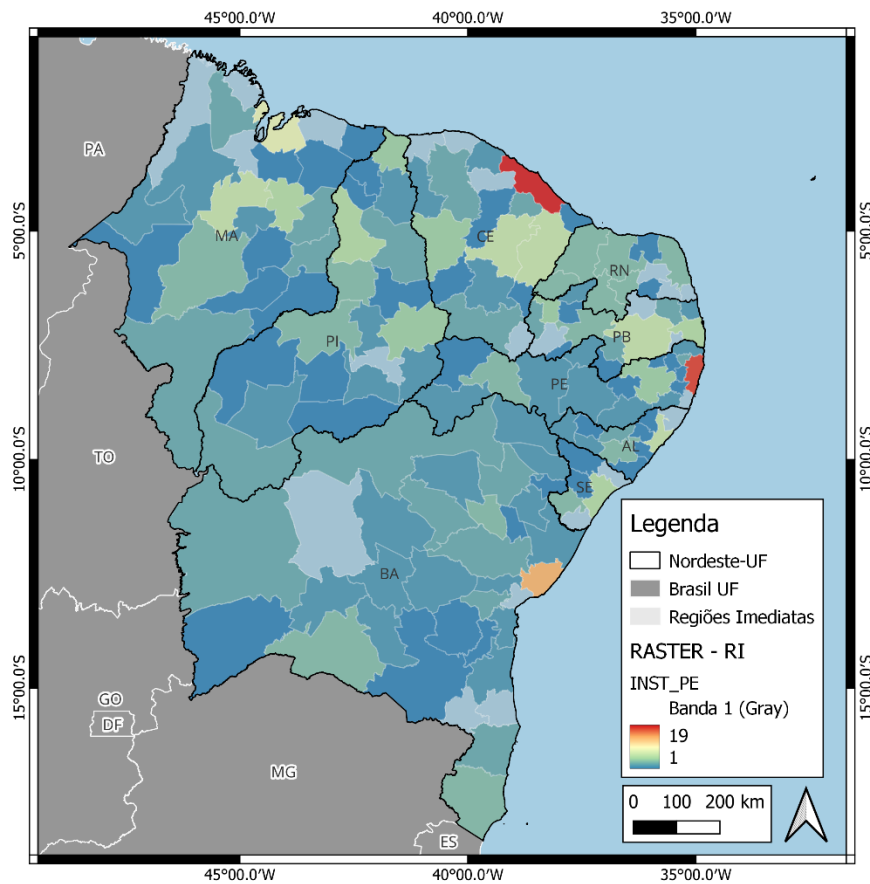 45°00.0'W 40°00.0'W 35°00.0'W
PA
5°00.0'S 5°00.0'S
MA
CE
RN
PI
PB
PE
TO
10°00.0'S 10°00.0'S
AL
SE
BA
Legenda
Nordeste-UF
Brasil UF
Regiões Imediatas
RASTER - RI
INST_PE
Banda 1 (Gray)
19
1
15°00.0'S 15°00.0'S
GO
DF
MG
ES
0 100 200 km
45°00.0'W 40°00.0'W 35°00.0'W